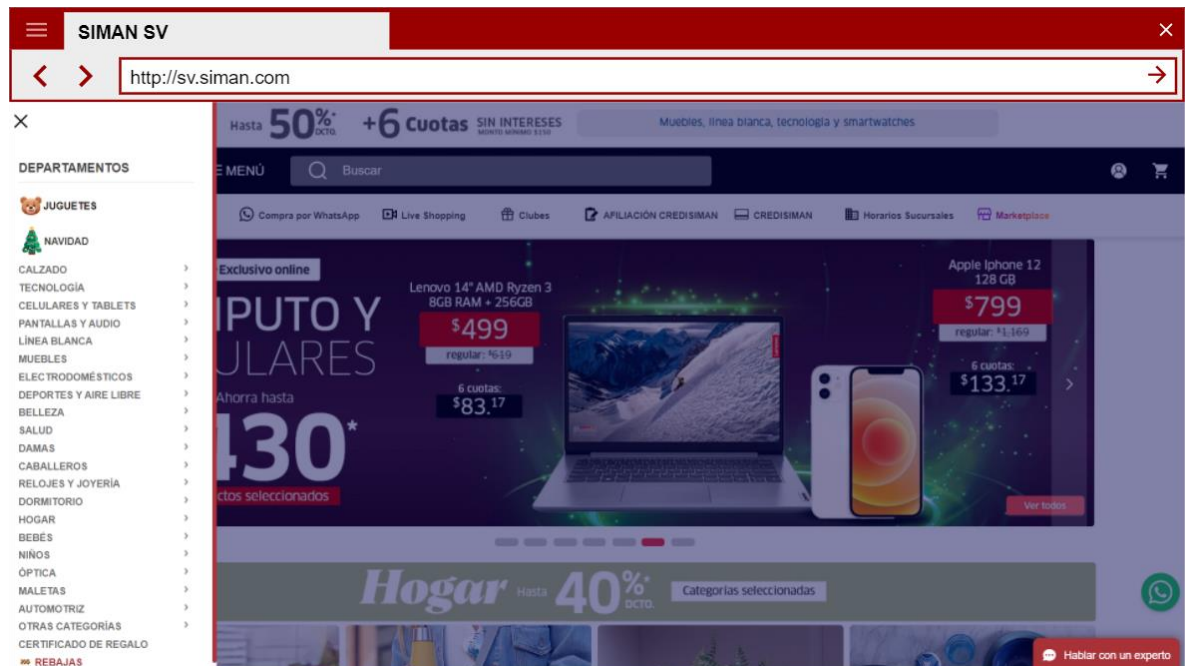 SIMAN SV
http://sv.siman.com
Hasta 50%* DCTO. +6 Cuotas SIN INTERESES MONTO MÍNIMO $150
Muebles, línea blanca, tecnología y smartwatches
DEPARTAMENTOS
JUGUETES
NAVIDAD
CALZADO
TECNOLOGÍA
CELULARES Y TABLETS
PANTALLAS Y AUDIO
LÍNEA BLANCA
MUEBLES
ELECTRODOMÉSTICOS
DEPORTES Y AIRE LIBRE
BELLEZA
SALUD
DAMAS
CABALLEROS
RELOJES Y JOYERÍA
DORMITORIO
HOGAR
BEBÉS
NIÑOS
ÓPTICA
MALETAS
AUTOMOTRIZ
OTRAS CATEGORÍAS
CERTIFICADO DE REGALO
REBAJAS
MENÚ
Buscar
Compra por WhatsApp
Live Shopping
Clubes
AFILIACIÓN CREDISIMAN
CREDISIMAN
Horarios Sucursales
Marketplace
Exclusivo online
IPUTO Y
ULARES
Ahorra hasta
430*
ctos seleccionados
Lenovo 14" AMD Ryzen 3
8GB RAM + 256GB
$499
regular: $619
6 cuotas:
$83.17
Apple Iphone 12
128 GB
$799
regular: $1,169
6 cuotas:
$133.17
Ver todos
Hogar Hasta 40%* DCTO. Categorías seleccionadas
Hablar con un experto